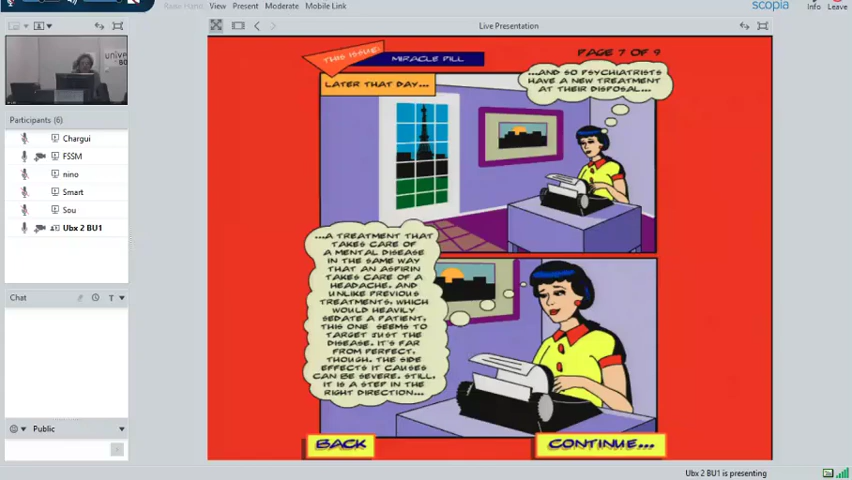 Raise Hand View Present Moderate Mobile Link
scopia
Info Leave
Live Presentation
Participants (6)
Chargui
FSSM
nino
Smart
Sou
Ubx 2 BU1
Chat
T
Public
THIS ISSUE:
MIRACLE PILL
PAGE 7 OF 9
LATER THAT DAY...
...AND SO PSYCHIATRISTS
HAVE A NEW TREATMENT
AT THEIR DISPOSAL...
...A TREATMENT THAT
TAKES CARE OF
A MENTAL DISEASE
IN THE SAME WAY
THAT AN ASPIRIN
TAKES CARE OF A
HEADACHE. AND
UNLIKE PREVIOUS
TREATMENTS, WHICH
WOULD HEAVILY
SEDATE A PATIENT,
THIS ONE SEEMS TO
TARGET JUST THE
DISEASE. IT'S FAR
FROM PERFECT,
THOUGH. THE SIDE
EFFECTS IT CAUSES
CAN BE SEVERE. STILL,
IT IS A STEP IN THE
RIGHT DIRECTION...
BACK
CONTINUE...
Ubx 2 BU1 is presenting